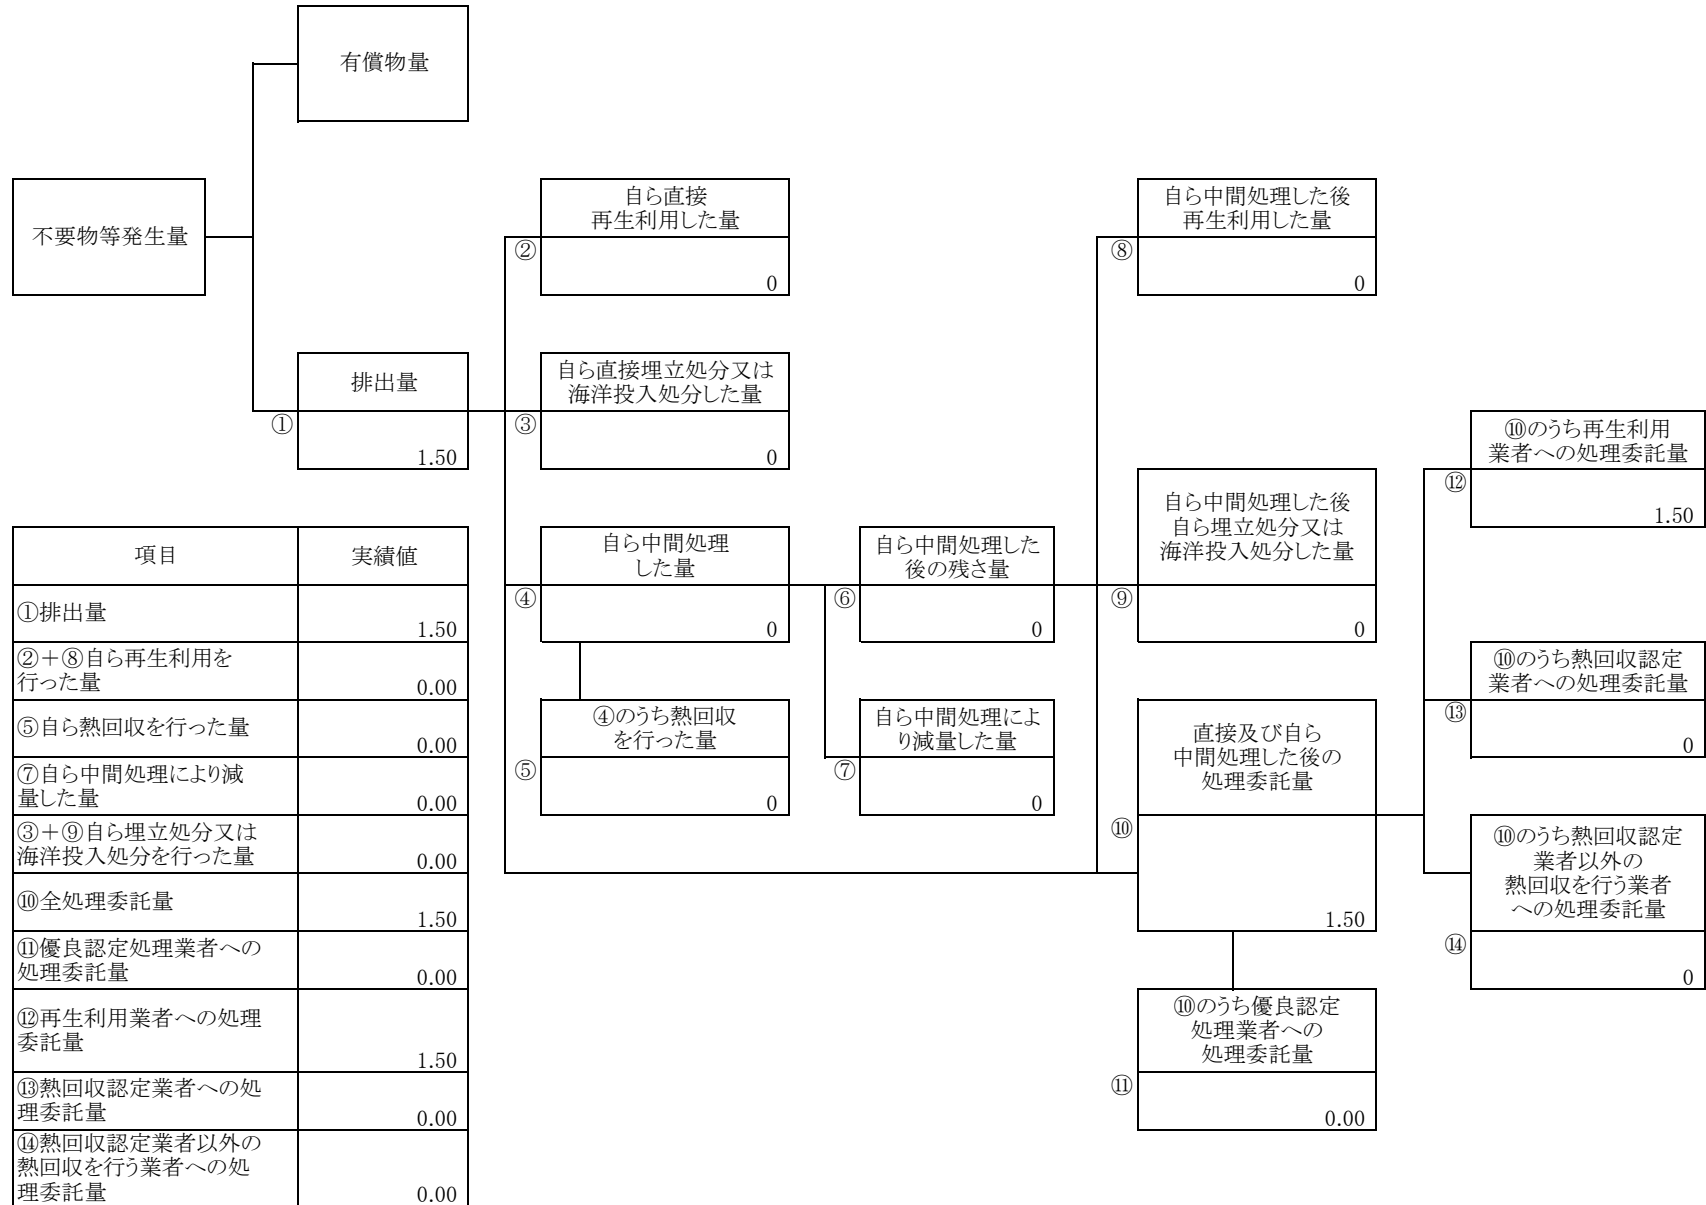 有償物量
不要物等発生量
自ら直接
再生利用した量
②
0
自ら中間処理した後
再生利用した量
⑧
0
排出量
①
1.50
自ら直接埋立処分又は
海洋投入処分した量
③
0
⑩のうち再生利用
業者への処理委託量
⑫
1.50
自ら中間処理
した量
④
0
自ら中間処理した
後の残さ量
⑥
0
自ら中間処理した後
自ら埋立処分又は
海洋投入処分した量
⑨
0
⑩のうち熱回収認定
業者への処理委託量
⑬
0
④のうち熱回収
を行った量
⑤
0
自ら中間処理によ
り減量した量
⑦
0
直接及び自ら
中間処理した後の
処理委託量
⑩
1.50
⑩のうち熱回収認定
業者以外の
熱回収を行う業者
への処理委託量
⑭
0
⑩のうち優良認定
処理業者への
処理委託量
⑪
0.00
項目 実績値
①排出量
1.50
②＋⑧自ら再生利用を
行った量 0.00
⑤自ら熱回収を行った量
0.00
⑦自ら中間処理により減
量した量 0.00
③＋⑨自ら埋立処分又は
海洋投入処分を行った量 0.00
⑩全処理委託量
1.50
⑪優良認定処理業者への
処理委託量 0.00
⑫再生利用業者への処理
委託量
1.50
⑬熱回収認定業者への処
理委託量 0.00
⑭熱回収認定業者以外の
熱回収を行う業者への処
理委託量 0.00